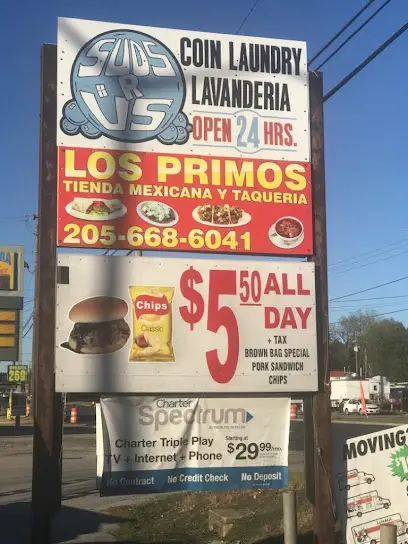 SUDS
R
US
COIN LAUNDRY
LAVANDERIA
OPEN 24 HRS.
LOS PRIMOS
TIENDA MEXICANA Y TAQUERIA
205-668-6041
Chips
Classic
$5.50 ALL
DAY
+ TAX
BROWN BAG SPECIAL
PORK SANDWICH
CHIPS
Charter
Spectrum
Charter Triple Play
TV + Internet + Phone
Starting at
$29.99
No Contract No Credit Check No Deposit
MOVING